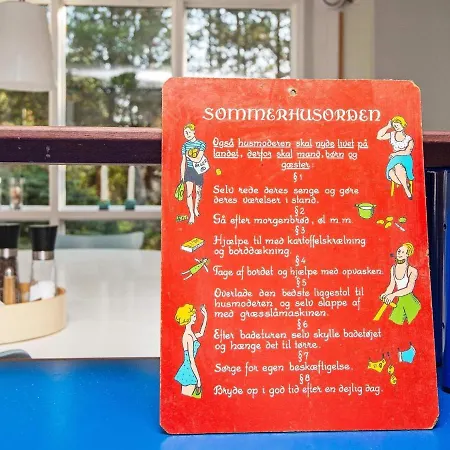 SOMMERHUSORDEN
Også husmoderen skal nyde livet på
landet, derfor skal mand, børn og
gæster:
§ 1
Selv rede deres senge og gøre
deres værelser i stand.
§ 2
Gå efter morgenbrød, øl m.m.
§ 3
Hjælpe til med kartoffelskrælning
og borddækning.
§ 4
Tage af bordet og hjælpe med opvasken.
§ 5
Overlade den bedste liggestol til
husmoderen og selv slappe af
med græsslåmaskinen.
§ 6
Efter badeturen selv skylle badetøjet
og hænge det til tørre.
§ 7
Sørge for egen beskæftigelse.
§ 8
Bryde op i god tid efter en dejlig dag.